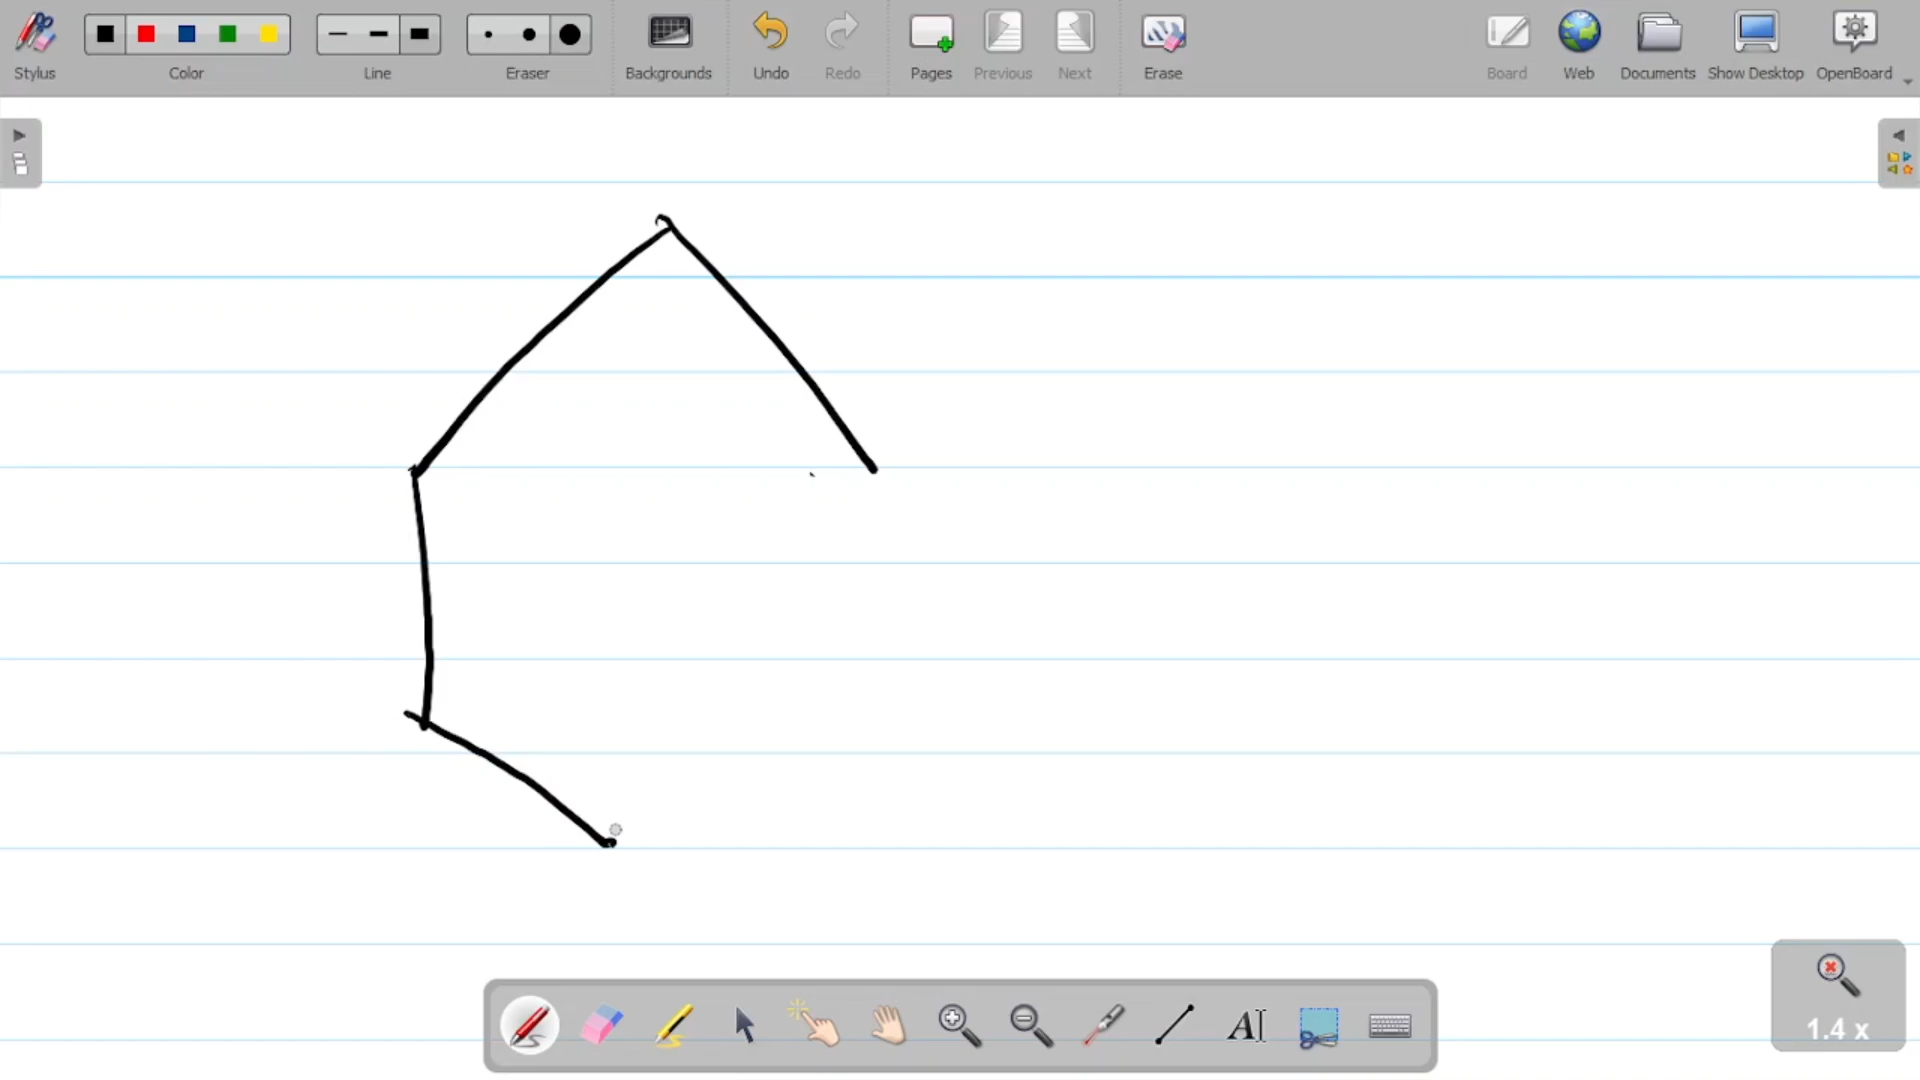 Stylus Color Line Eraser Backgrounds Undo Redo Pages Previous Next Erase Board Web Documents Show Desktop OpenBoard
A
1.4 x